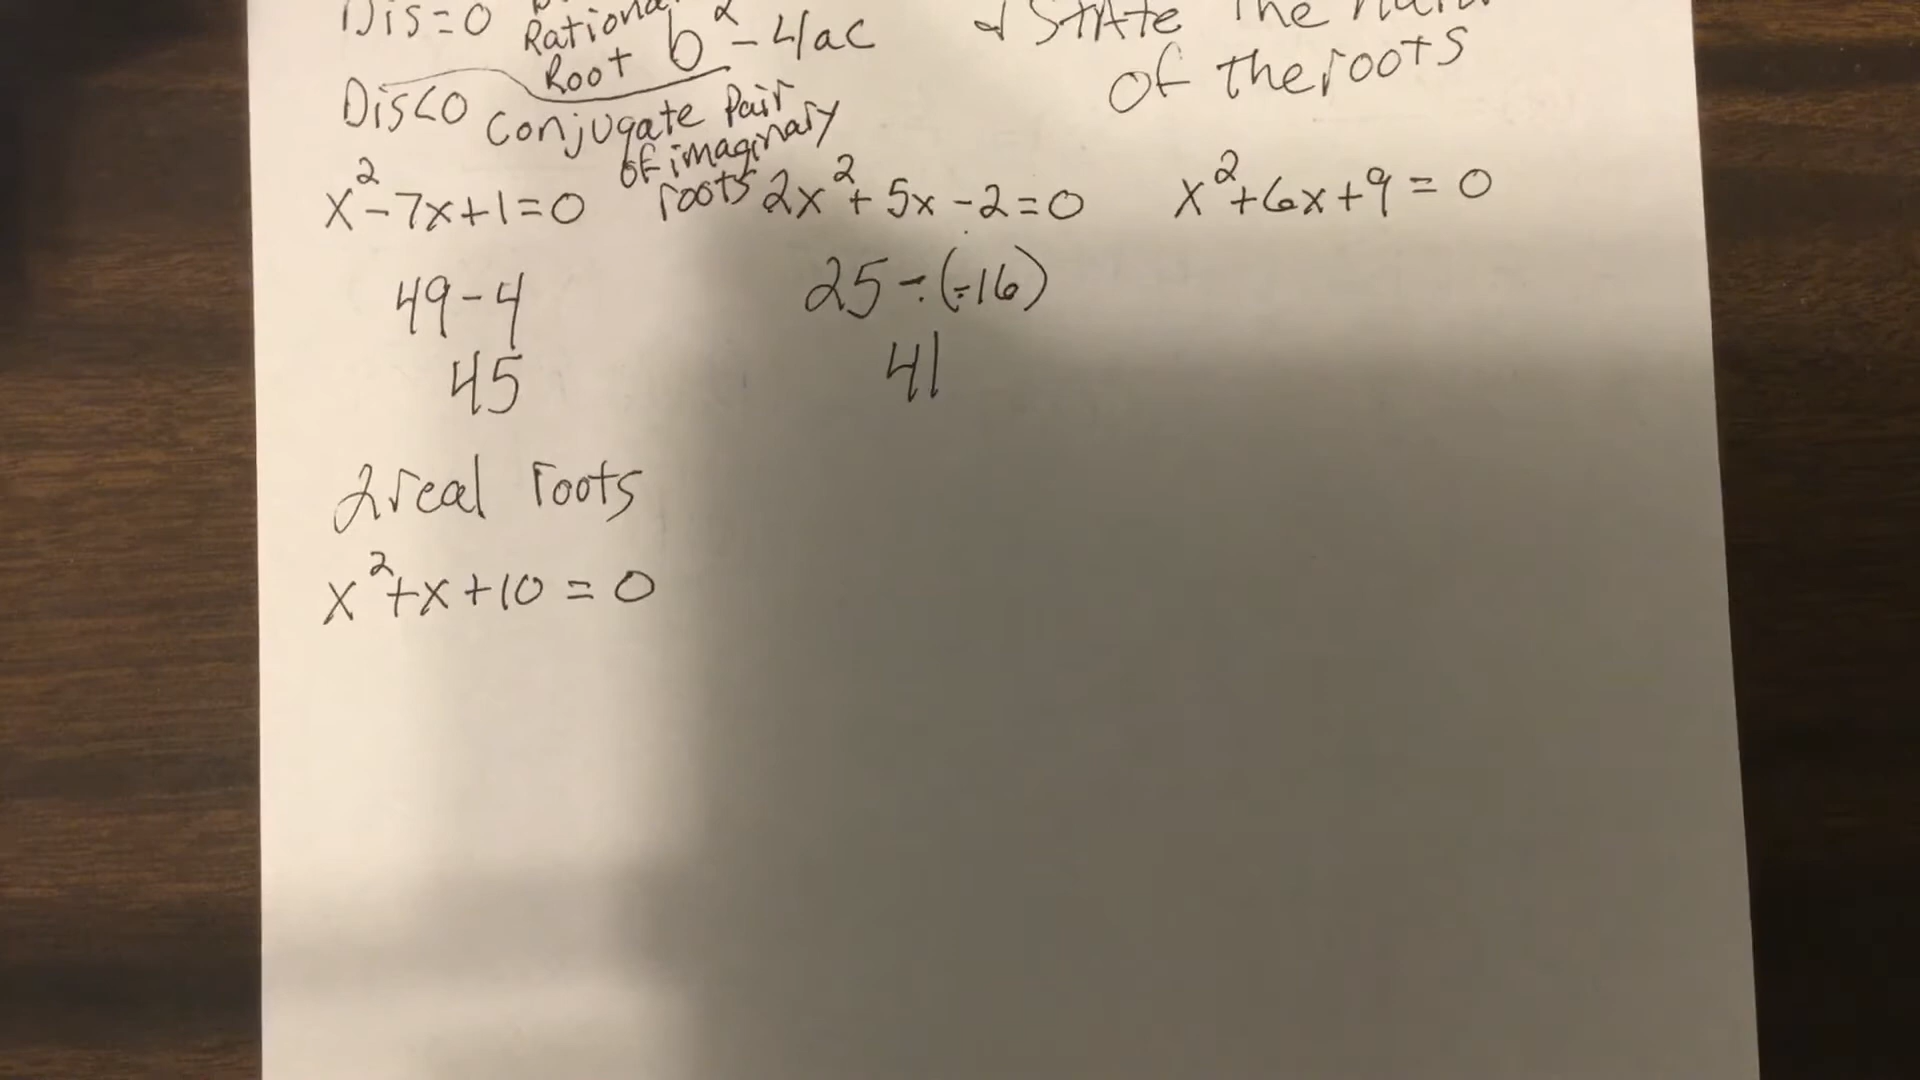 Dis=0
Rational
Root b²-4ac
& State the
of the roots
Dis<0 Conjugate Pair
of imaginary
roots
x²-7x+1=0
2x²+5x-2=0
x²+6x+9=0
49-4
25-(-16)
45
41
2 real roots
x²+x+10=0